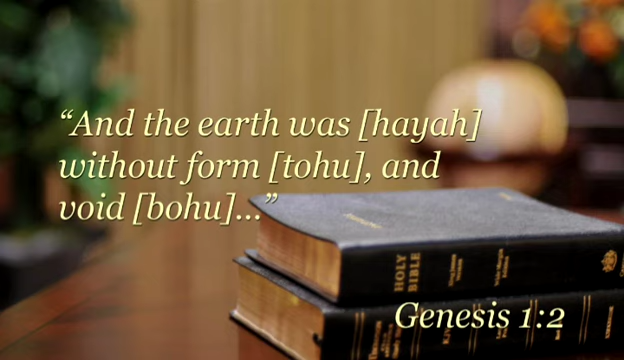 “And the earth was [hayah]
without form [tohu], and
void [bohu]...”
HOLY
BIBLE
Genesis 1:2